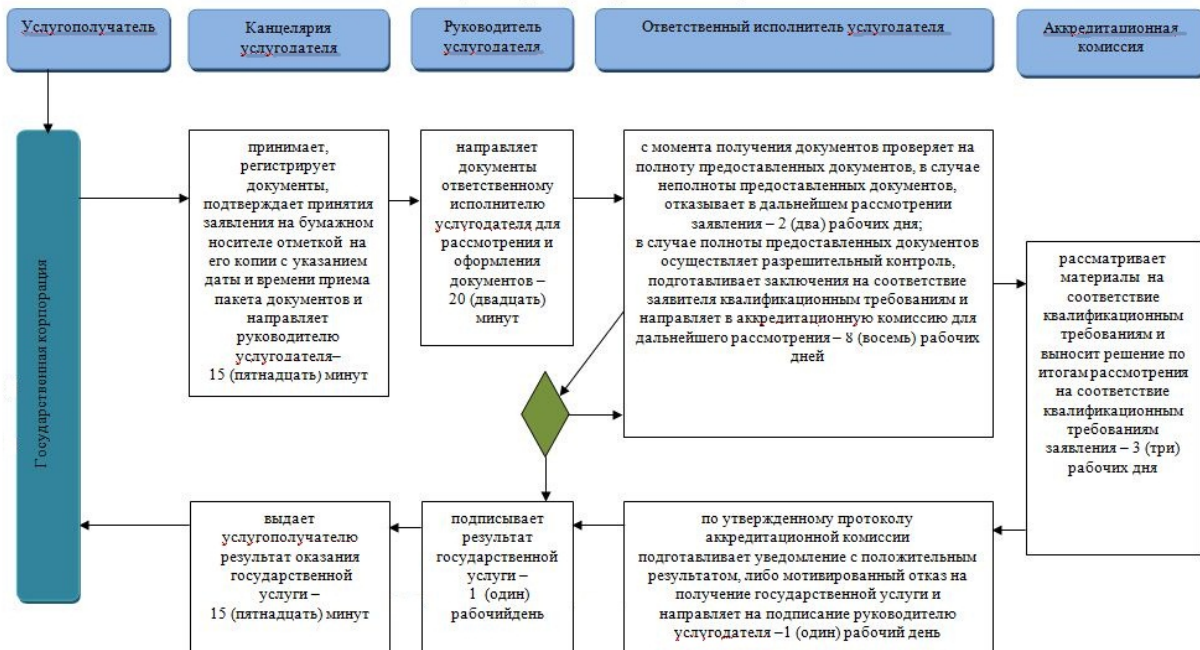 Услугополучатель
Канцелярия
услугодателя
Руководитель
услугодателя
Ответственный исполнитель услугодателя
Аккредитационная
комиссия
Государственная корпорация
принимает,
регистрирует
документы,
подтверждает принятия
заявления на бумажном
носителе отметкой на
его копии с указанием
даты и времени приема
пакета документов и
направляет
руководителю
услугодателя–
15 (пятнадцать) минут
направляет
документы
ответственному
исполнителю
услугодателя для
рассмотрения и
оформления
документов –
20 (двадцать)
минут
с момента получения документов проверяет на
полноту предоставленных документов, в случае
неполноты предоставленных документов,
отказывает в дальнейшем рассмотрении
заявления – 2 (два) рабочих дня;
в случае полноты предоставленных документов
осуществляет разрешительный контроль,
подготавливает заключения на соответствие
заявителя квалификационным требованиям и
направляет в аккредитационную комиссию для
дальнейшего рассмотрения – 8 (восемь) рабочих
дней
рассматривает
материалы на
соответствие
квалификационным
требованиям и
выносит решение по
итогам рассмотрения
на соответствие
квалификационным
требованиям
заявления – 3 (три)
рабочих дня
выдает
услугополучателю
результат оказания
государственной
услуги –
15 (пятнадцать) минут
подписывает
результат
государственной
услуги –
1 (один)
рабочийдень
по утвержденному протоколу
аккредитационной комиссии
подготавливает уведомление с положительным
результатом, либо мотивированный отказ на
получение государственной услуги и
направляет на подписание руководителю
услугодателя –1 (один) рабочий день